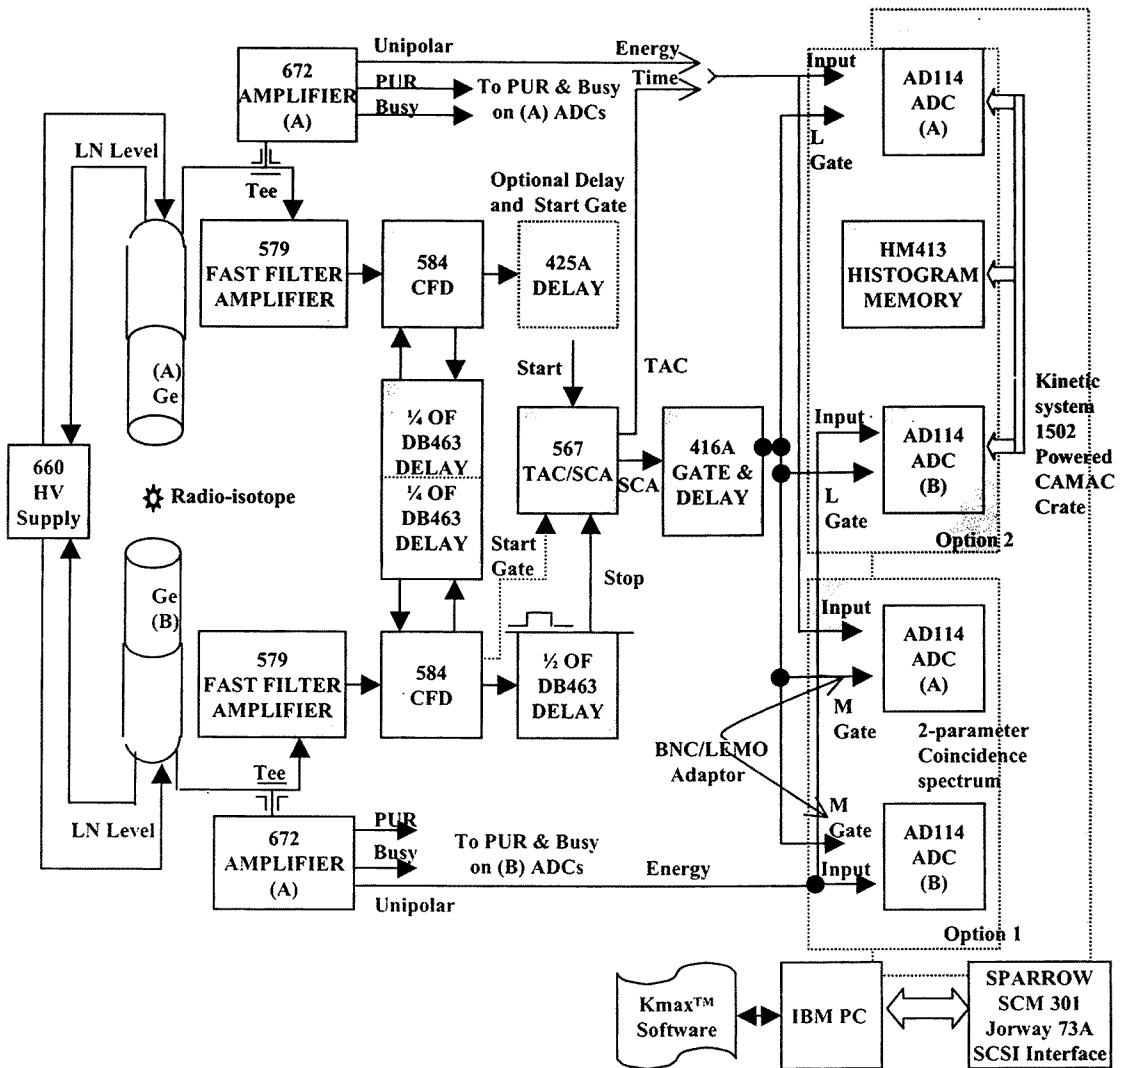 Unipolar
Energy
672
AMPLIFIER
(A)
PUR
Busy
To PUR & Busy
on (A) ADCs
Time
Input
AD114
ADC
(A)
L
Gate
LN Level
Tee
Optional Delay
and Start Gate
579
FAST FILTER
AMPLIFIER
584
CFD
425A
DELAY
HM413
HISTOGRAM
MEMORY
(A)
Ge
Start
TAC
¼ OF
DB463
DELAY
¼ OF
DB463
DELAY
567
TAC/SCA
SCA
416A
GATE &
DELAY
Input
AD114
ADC
(B)
L
Gate
Option 2
Kinetic
system
1502
Powered
CAMAC
Crate
660
HV
Supply
Radio-isotope
Start
Gate
Stop
Ge
(B)
579
FAST FILTER
AMPLIFIER
584
CFD
½ OF
DB463
DELAY
Input
AD114
ADC
(A)
M
Gate
2-parameter
Coincidence
spectrum
BNC/LEMO
Adaptor
Tee
LN Level
672
AMPLIFIER
(A)
PUR
Busy
To PUR & Busy
on (B) ADCs
Energy
Unipolar
M
Gate
Input
AD114
ADC
(B)
Option 1
Kmax™
Software
IBM PC
SPARROW
SCM 301
Jorway 73A
SCSI Interface